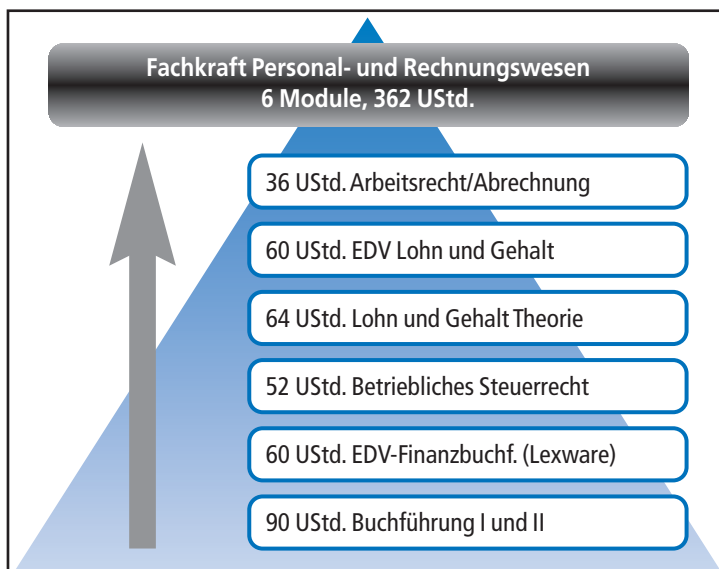 Fachkraft Personal- und Rechnungswesen
6 Module, 362 UStd.
36 UStd. Arbeitsrecht/Abrechnung
60 UStd. EDV Lohn und Gehalt
64 UStd. Lohn und Gehalt Theorie
52 UStd. Betriebliches Steuerrecht
60 UStd. EDV-Finanzbuchf. (Lexware)
90 UStd. Buchführung I und II